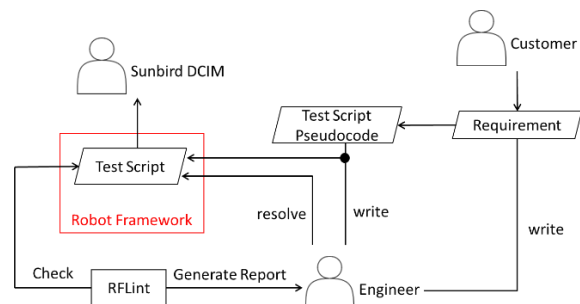 Customer
Sunbird DCIM
Test Script
Pseudocode
Requirement
Test Script
Robot Framework
resolve
write
write
Check
Generate Report
RFLint
Engineer